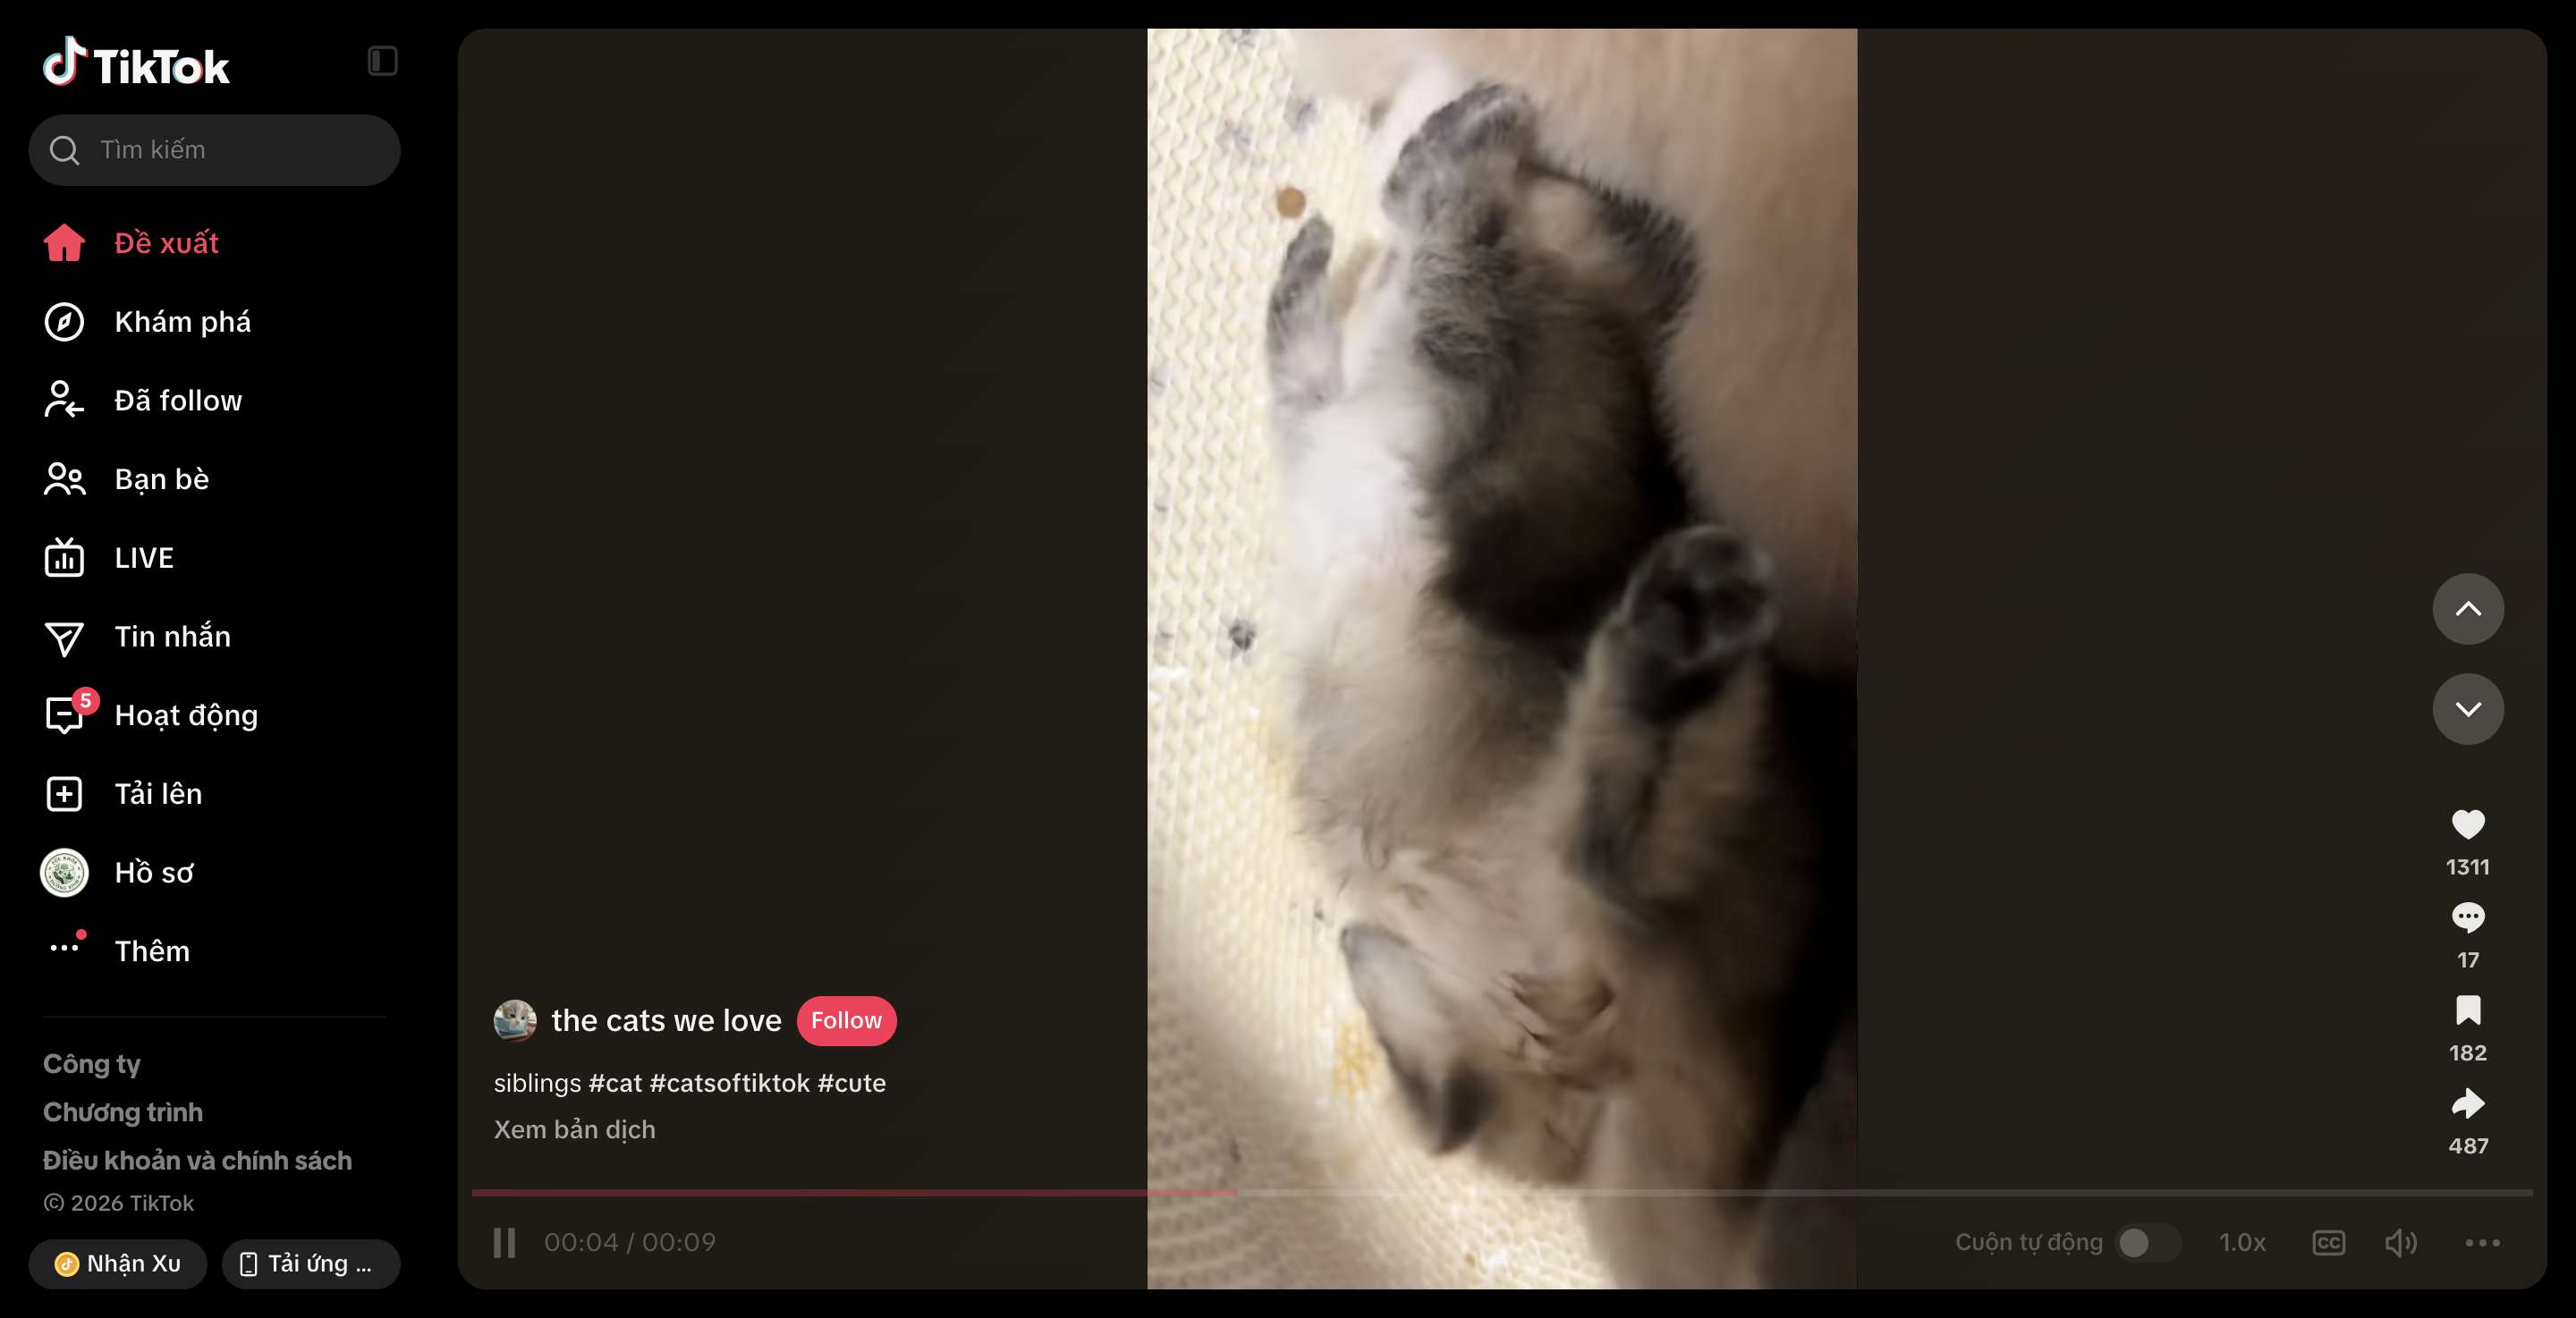 TikTok
Tìm kiếm
Đề xuất
Khám phá
Đã follow
Bạn bè
LIVE
Tin nhắn
5
Hoạt động
Tải lên
Hồ sơ
Thêm
Công ty
Chương trình
Điều khoản và chính sách
© 2026 TikTok
Nhận Xu
Tải ứng ...
the cats we love
Follow
siblings #cat #catsoftiktok #cute
Xem bản dịch
00:04 / 00:09
1311
17
182
487
Cuộn tự động
1.0x
CC